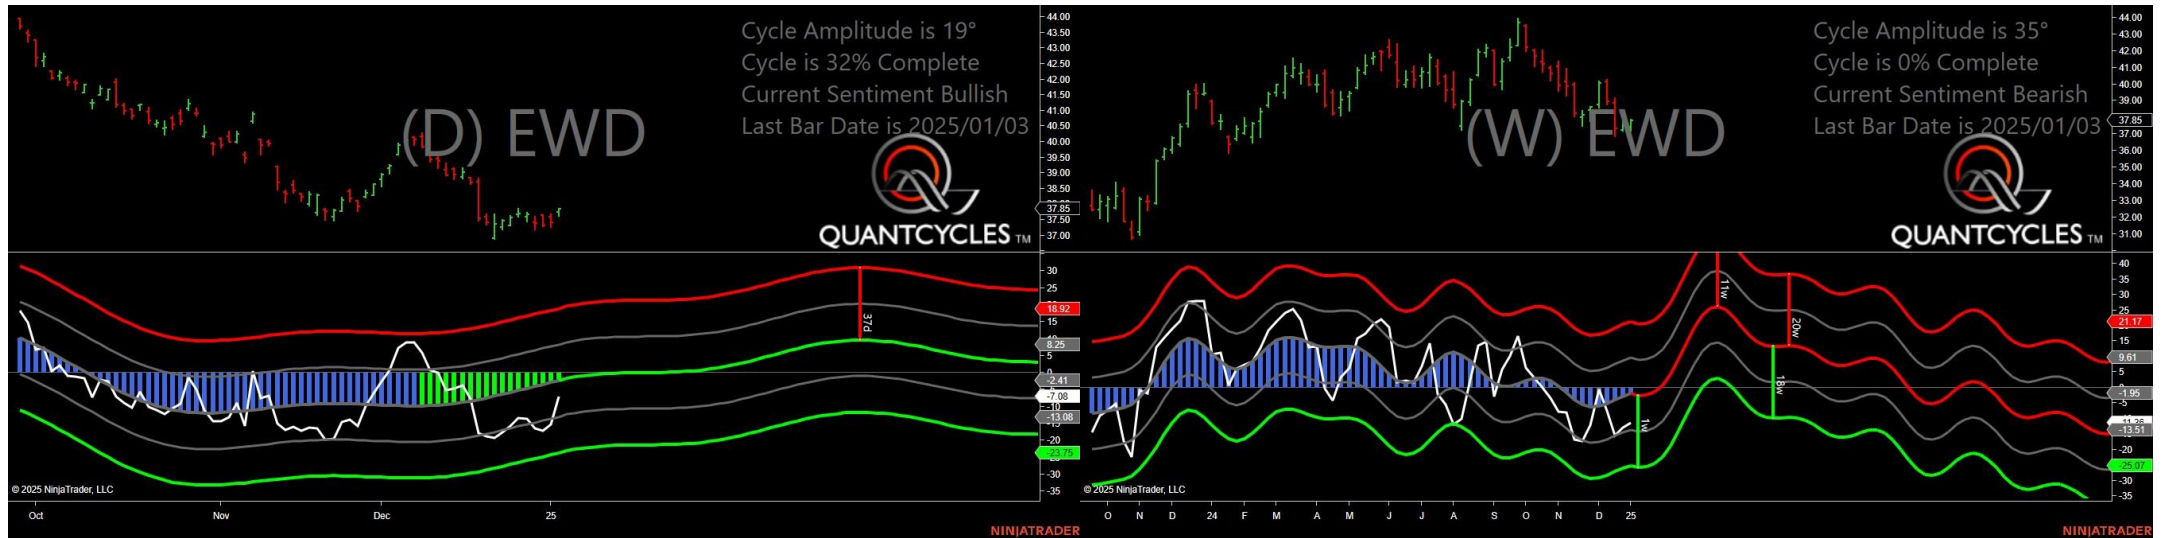 Cycle Amplitude is 19°
Cycle is 32% Complete
Current Sentiment Bullish
Last Bar Date is 2025/01/03
(D) EWD
QUANTCYCLES TM
44.00
43.50
43.00
42.50
42.00
41.50
41.00
40.50
40.00
39.50
39.00
38.50
37.85
37.50
37.00
30
25
18.92
15
8.25
5
0
-2.41
-7.08
-10
-13.08
-20
-23.75
-30
-35
37d
© 2025 NinjaTrader, LLC
Oct Nov Dec 25
NINJATRADER
Cycle Amplitude is 35°
Cycle is 0% Complete
Current Sentiment Bearish
Last Bar Date is 2025/01/03
(W) EWD
QUANTCYCLES TM
44.00
43.00
42.00
41.00
40.00
39.00
37.85
37.00
36.00
35.00
34.00
33.00
32.00
31.00
40
35
30
25
21.17
15
9.61
5
0
-1.95
-5
-13.51
-20
-25.07
-30
-35
11w
20w
18w
1w
© 2025 NinjaTrader, LLC
O N D 24 F M A M J J A S O N D 25
NINJATRADER